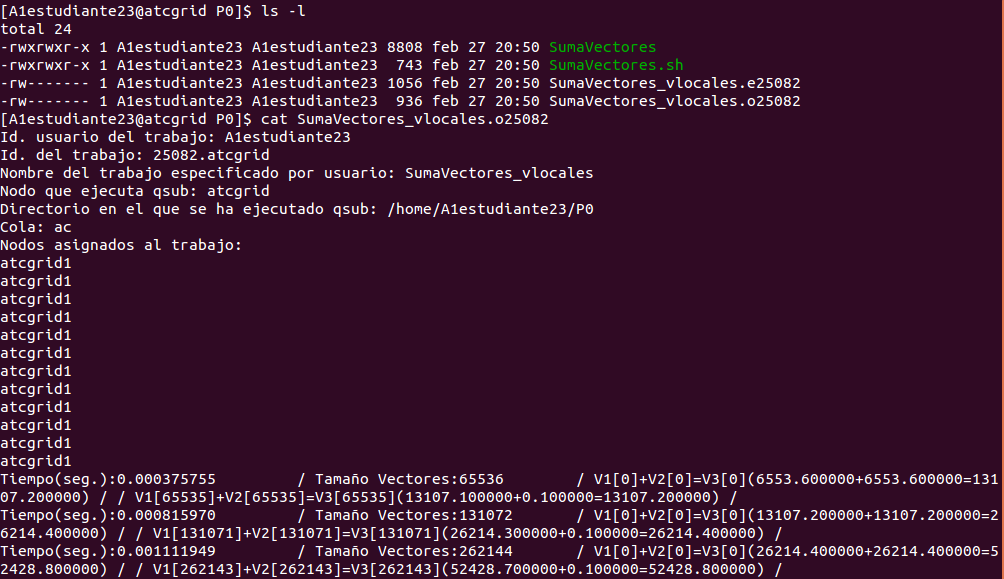 [A1estudiante23@atcgrid P0]$ ls -l
total 24
-rwxrwxr-x 1 A1estudiante23 A1estudiante23 8808 feb 27 20:50 SumaVectores
-rwxrwxr-x 1 A1estudiante23 A1estudiante23  743 feb 27 20:50 SumaVectores.sh
-rw------- 1 A1estudiante23 A1estudiante23 1056 feb 27 20:50 SumaVectores_vlocales.e25082
-rw------- 1 A1estudiante23 A1estudiante23  936 feb 27 20:50 SumaVectores_vlocales.o25082
[A1estudiante23@atcgrid P0]$ cat SumaVectores_vlocales.o25082
Id. usuario del trabajo: A1estudiante23
Id. del trabajo: 25082.atcgrid
Nombre del trabajo especificado por usuario: SumaVectores_vlocales
Nodo que ejecuta qsub: atcgrid
Directorio en el que se ha ejecutado qsub: /home/A1estudiante23/P0
Cola: ac
Nodos asignados al trabajo:
atcgrid1
atcgrid1
atcgrid1
atcgrid1
atcgrid1
atcgrid1
atcgrid1
atcgrid1
atcgrid1
atcgrid1
atcgrid1
atcgrid1
Tiempo(seg.):0.000375755         / Tamaño Vectores:65536        / V1[0]+V2[0]=V3[0](6553.600000+6553.600000=131
07.200000) / / V1[65535]+V2[65535]=V3[65535](13107.100000+0.100000=13107.200000) /
Tiempo(seg.):0.000815970         / Tamaño Vectores:131072       / V1[0]+V2[0]=V3[0](13107.200000+13107.200000=2
6214.400000) / / V1[131071]+V2[131071]=V3[131071](26214.300000+0.100000=26214.400000) /
Tiempo(seg.):0.001111949         / Tamaño Vectores:262144       / V1[0]+V2[0]=V3[0](26214.400000+26214.400000=5
2428.800000) / / V1[262143]+V2[262143]=V3[262143](52428.700000+0.100000=52428.800000) /